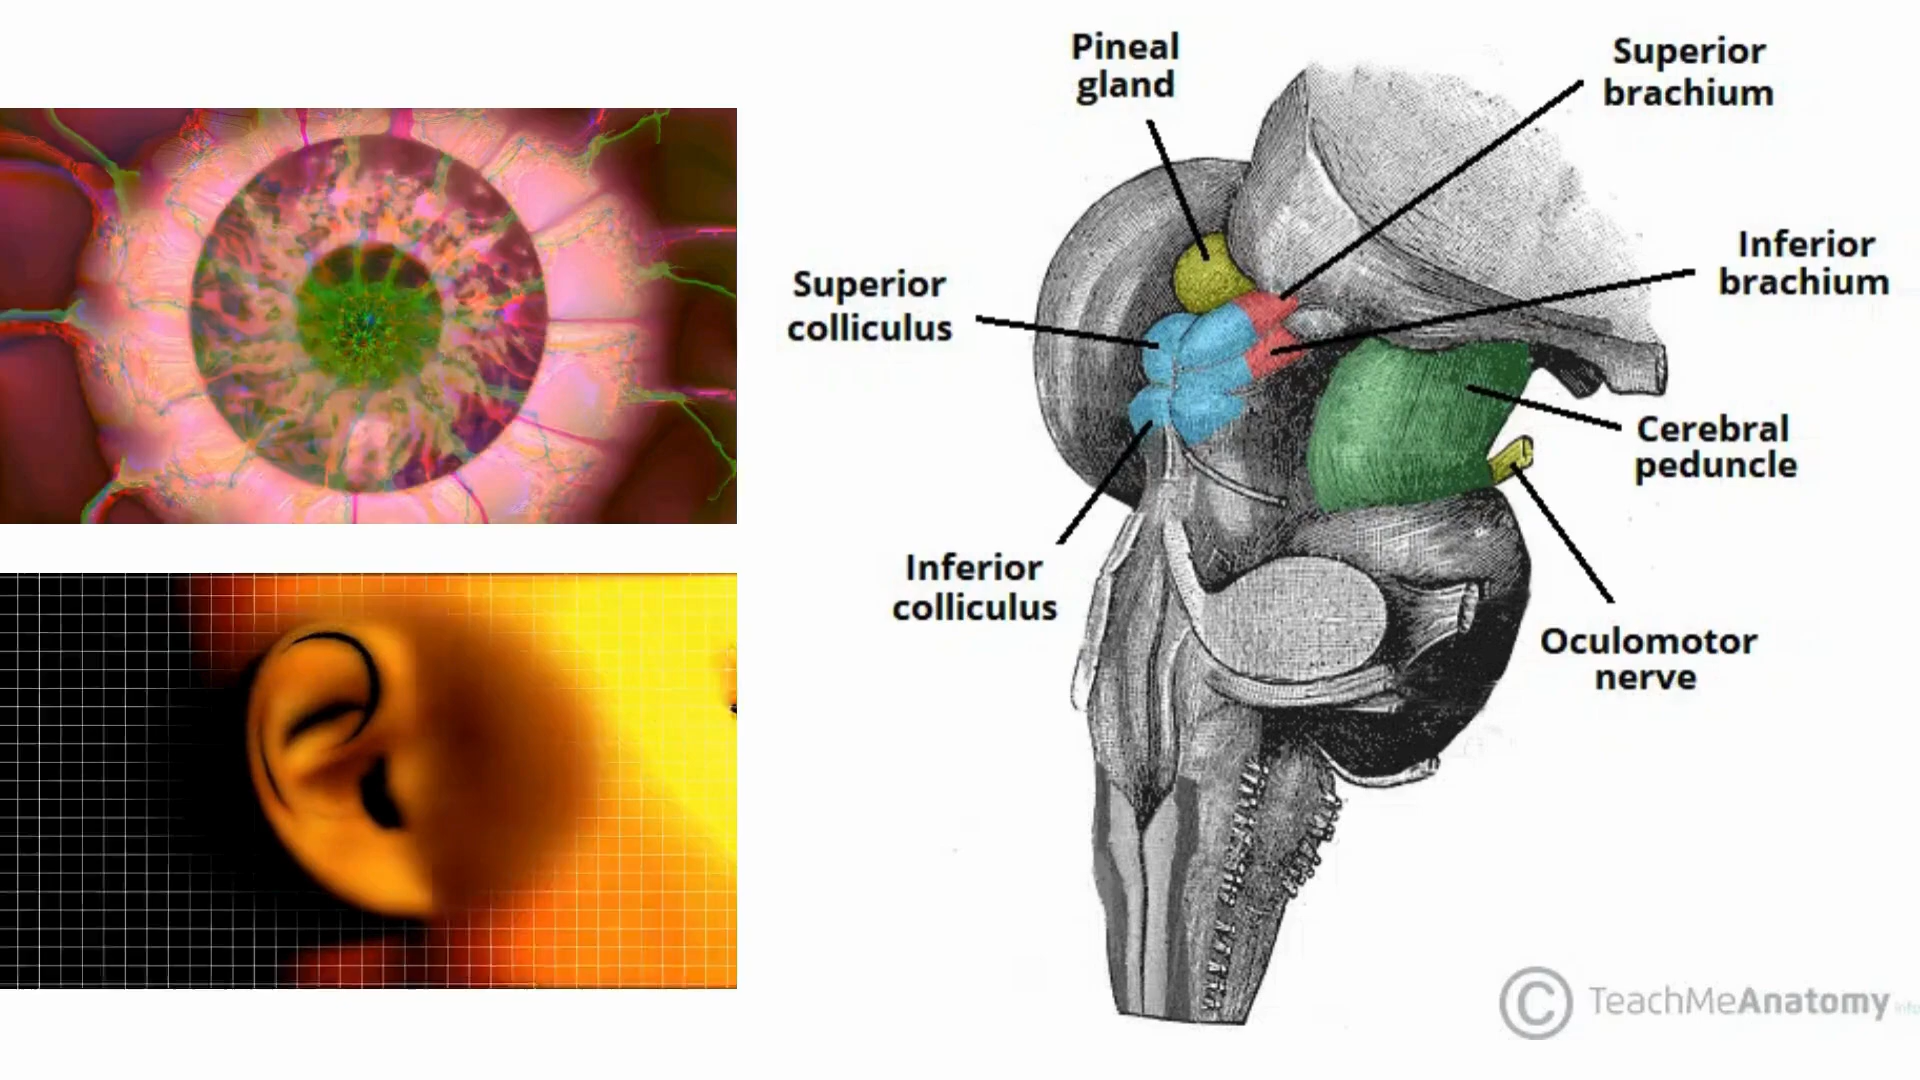 Pineal
gland
Superior
brachium
Superior
colliculus
Inferior
brachium
Cerebral
peduncle
Inferior
colliculus
Oculomotor
nerve
© TeachMeAnatomy